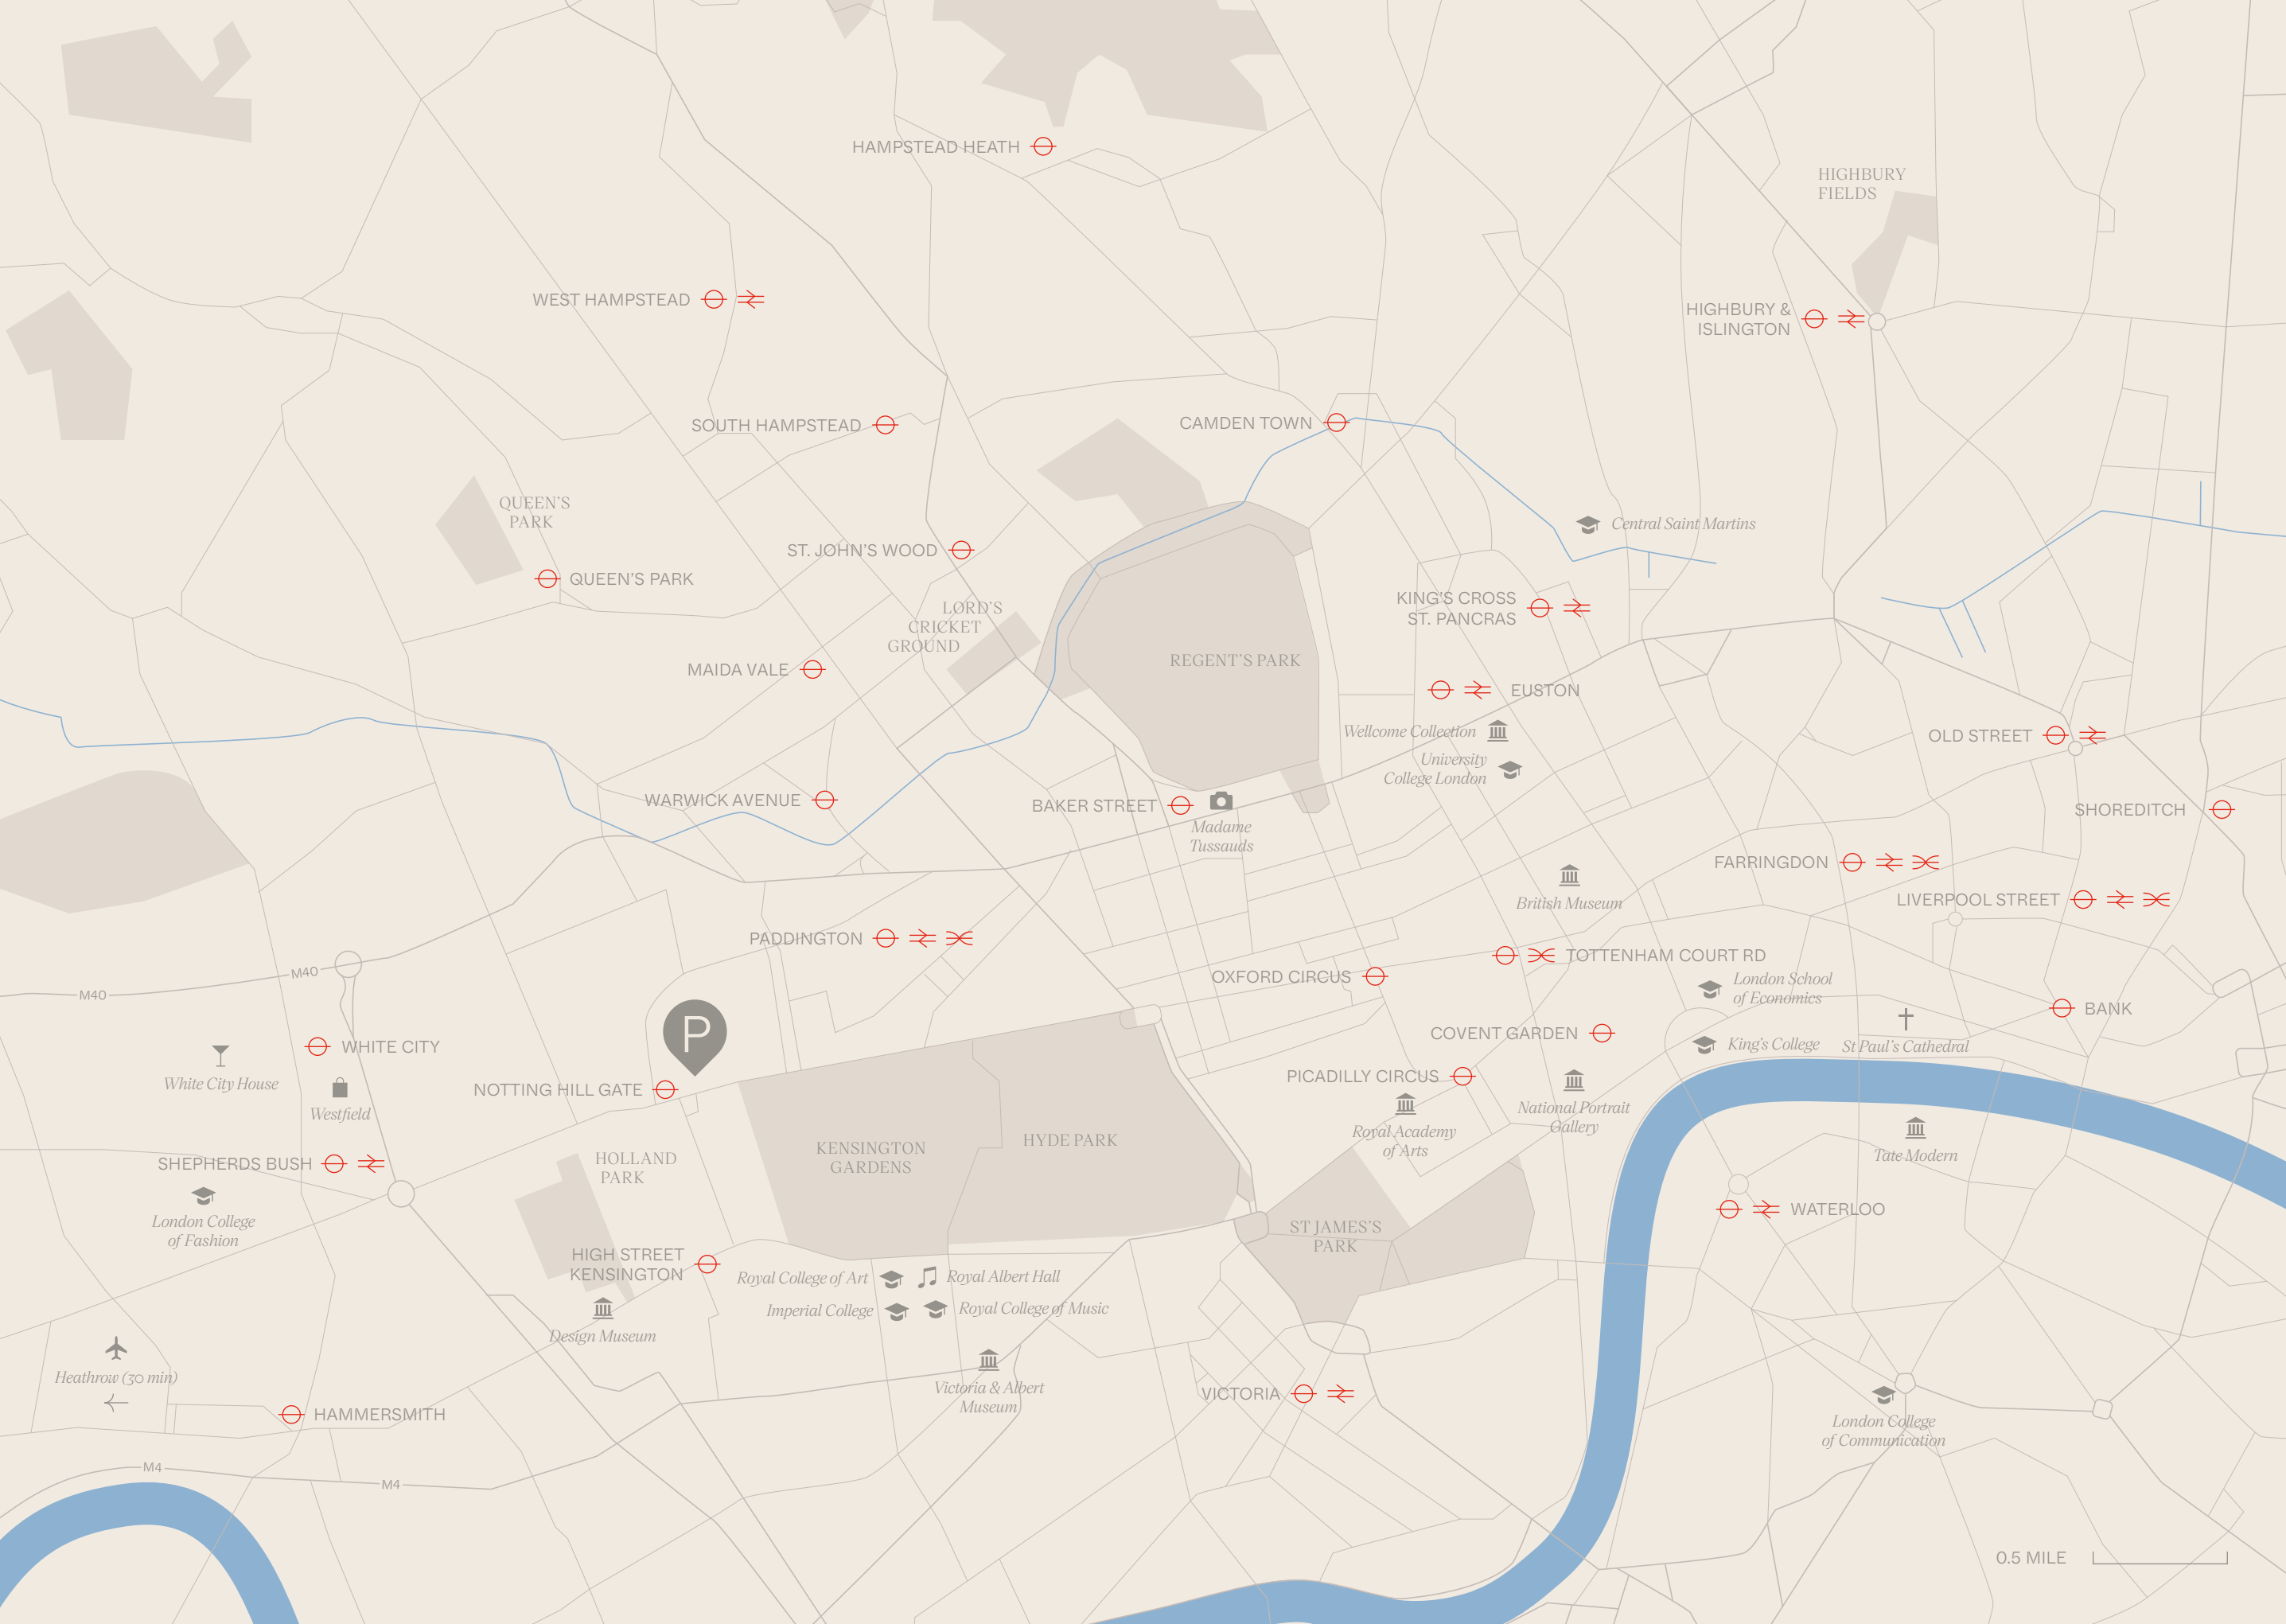 HAMPSTEAD HEATH
HIGHBURY
FIELDS
WEST HAMPSTEAD
HIGHBURY &
ISLINGTON
SOUTH HAMPSTEAD
CAMDEN TOWN
QUEEN'S
PARK
Central Saint Martins
ST. JOHN'S WOOD
QUEEN'S PARK
LORD'S
CRICKET
GROUND
KING'S CROSS
ST. PANCRAS
REGENT'S PARK
MAIDA VALE
EUSTON
Wellcome Collection
OLD STREET
University
College London
WARWICK AVENUE
BAKER STREET
SHOREDITCH
Madame
Tussauds
FARRINGDON
British Museum
LIVERPOOL STREET
PADDINGTON
TOTTENHAM COURT RD
OXFORD CIRCUS
M40
M40
London School
of Economics
BANK
P
COVENT GARDEN
WHITE CITY
King's College
St Paul's Cathedral
White City House
Westfield
NOTTING HILL GATE
PICADILLY CIRCUS
National Portrait
Gallery
Royal Academy
of Arts
KENSINGTON
GARDENS
HYDE PARK
HOLLAND
PARK
SHEPHERDS BUSH
Tate Modern
London College
of Fashion
WATERLOO
ST JAMES'S
PARK
HIGH STREET
KENSINGTON
Royal College of Art
Royal Albert Hall
Imperial College
Royal College of Music
Design Museum
Heathrow (30 min)
Victoria & Albert
Museum
VICTORIA
HAMMERSMITH
London College
of Communication
M4
M4
0.5 MILE